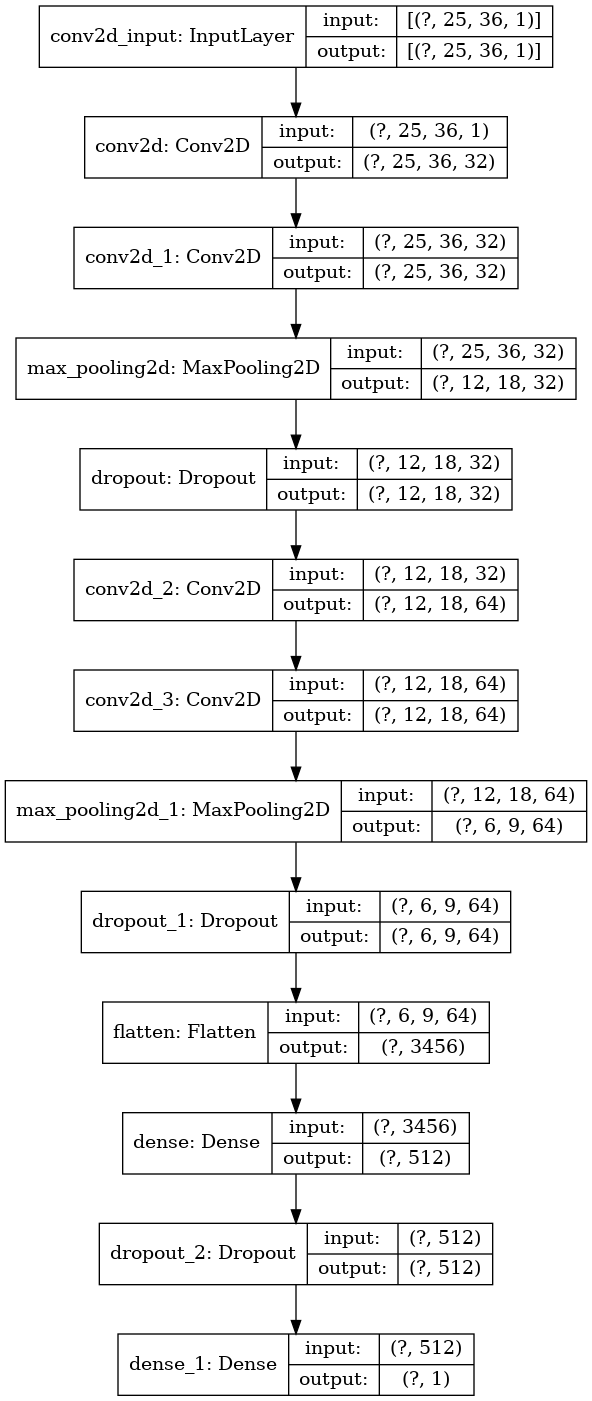 conv2d_input: InputLayer
input: [(?, 25, 36, 1)]
output: [(?, 25, 36, 1)]
conv2d: Conv2D
input: (?, 25, 36, 1)
output: (?, 25, 36, 32)
conv2d_1: Conv2D
input: (?, 25, 36, 32)
output: (?, 25, 36, 32)
max_pooling2d: MaxPooling2D
input: (?, 25, 36, 32)
output: (?, 12, 18, 32)
dropout: Dropout
input: (?, 12, 18, 32)
output: (?, 12, 18, 32)
conv2d_2: Conv2D
input: (?, 12, 18, 32)
output: (?, 12, 18, 64)
conv2d_3: Conv2D
input: (?, 12, 18, 64)
output: (?, 12, 18, 64)
max_pooling2d_1: MaxPooling2D
input: (?, 12, 18, 64)
output: (?, 6, 9, 64)
dropout_1: Dropout
input: (?, 6, 9, 64)
output: (?, 6, 9, 64)
flatten: Flatten
input: (?, 6, 9, 64)
output: (?, 3456)
dense: Dense
input: (?, 3456)
output: (?, 512)
dropout_2: Dropout
input: (?, 512)
output: (?, 512)
dense_1: Dense
input: (?, 512)
output: (?, 1)